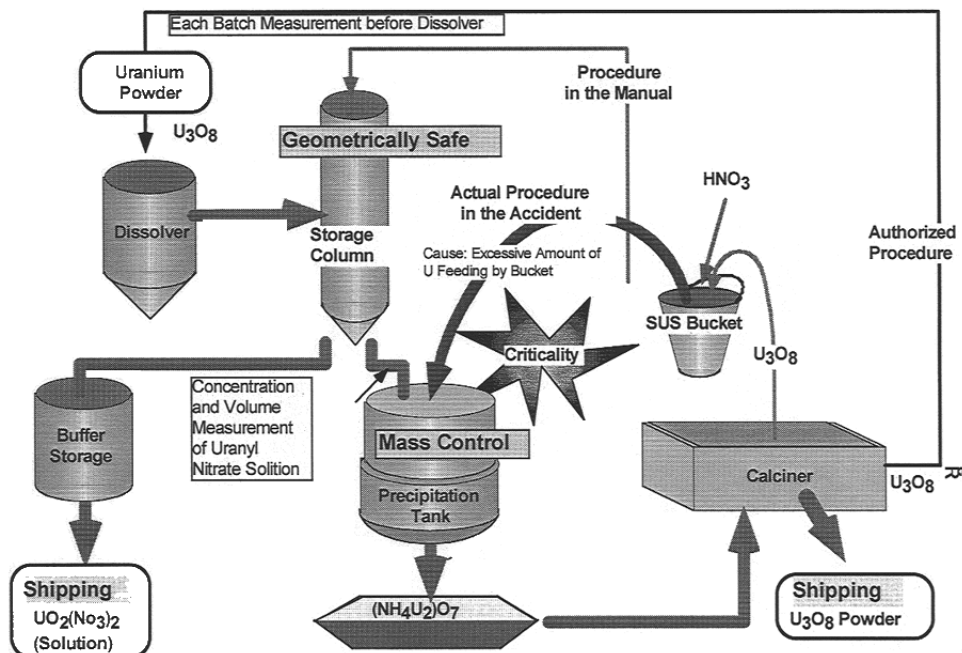 Each Batch Measurement before Dissolver
Uranium
Powder
U₃O₈
Procedure
in the Manual
Geometrically Safe
HNO₃
Actual Procedure
in the Accident
Authorized
Procedure
Dissolver
Storage
Column
Cause: Excessive Amount of
U Feeding by Bucket
SUS Bucket
Criticality
U₃O₈
Concentration
and Volume
Measurement
of Uranyl
Nitrate Solition
Buffer
Storage
Mass Control
Precipitation
Tank
Calciner
U₃O₈
R
Shipping
UO₂(No₃)₂
(Solution)
(NH₄U₂)O₇
Shipping
U₃O₈ Powder